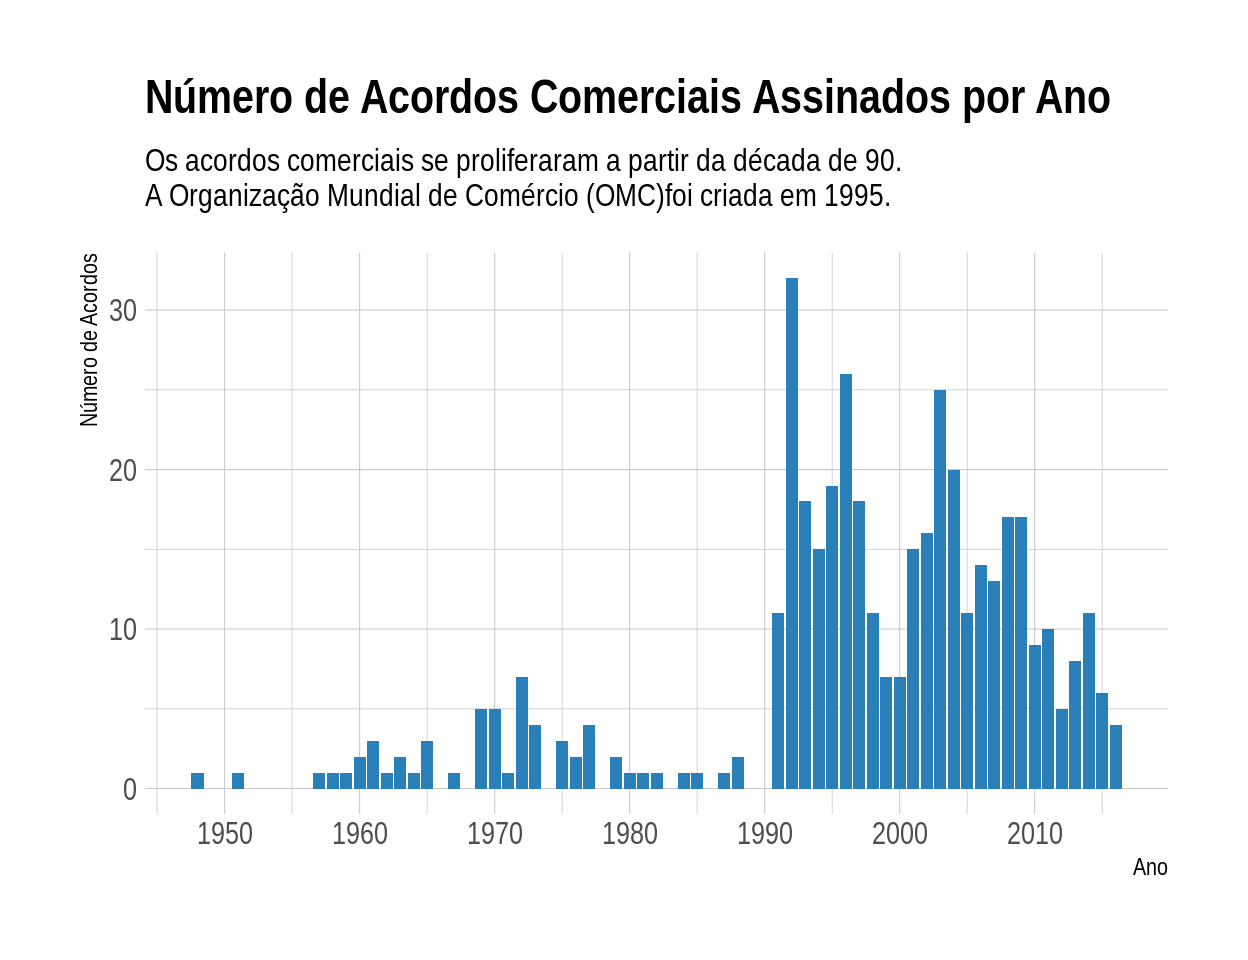 Número de Acordos Comerciais Assinados por Ano
Os acordos comerciais se proliferaram a partir da década de 90.
A Organização Mundial de Comércio (OMC)foi criada em 1995.
Número de Acordos
30
20
10
0
1950 1960 1970 1980 1990 2000 2010
Ano